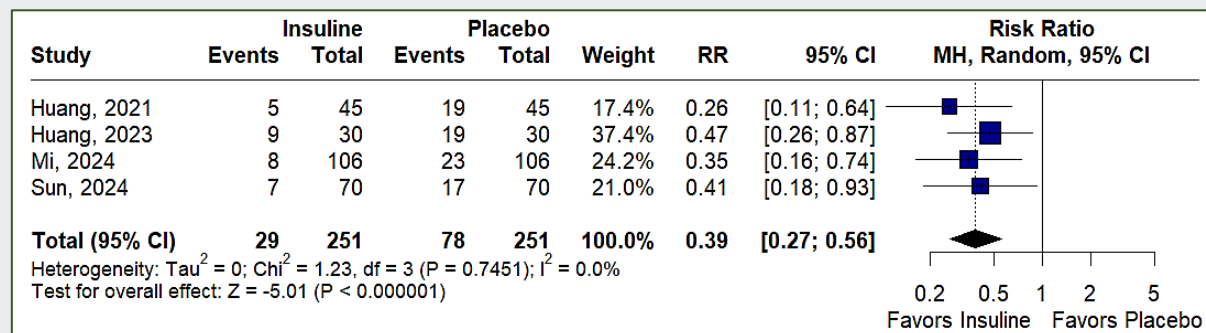 Insuline Placebo Risk Ratio
Study Events Total Events Total Weight RR 95% CI MH, Random, 95% CI
Huang, 2021 5 45 19 45 17.4% 0.26 [0.11; 0.64]
Huang, 2023 9 30 19 30 37.4% 0.47 [0.26; 0.87]
Mi, 2024 8 106 23 106 24.2% 0.35 [0.16; 0.74]
Sun, 2024 7 70 17 70 21.0% 0.41 [0.18; 0.93]
Total (95% CI) 29 251 78 251 100.0% 0.39 [0.27; 0.56]
Heterogeneity: Tau² = 0; Chi² = 1.23, df = 3 (P = 0.7451); I² = 0.0%
Test for overall effect: Z = -5.01 (P < 0.000001)
0.2 0.5 1 2 5
Favors Insuline Favors Placebo